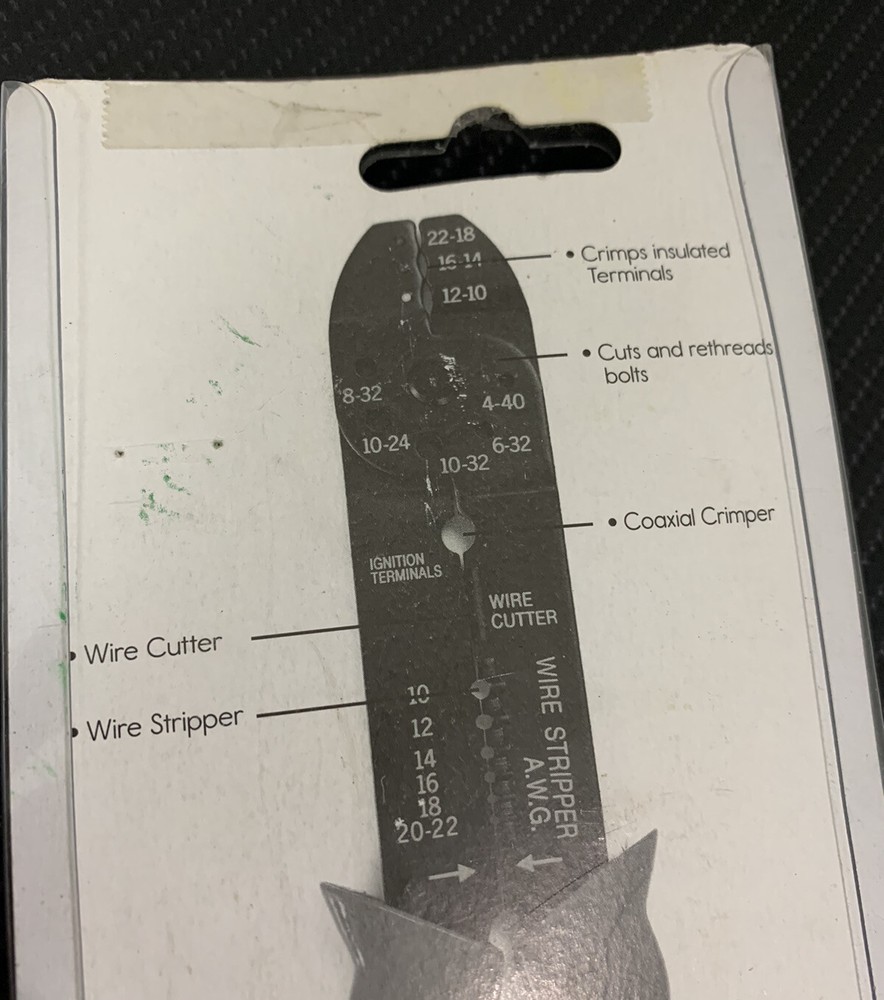 22-18
16-14
12-10
• Crimps insulated
Terminals
• Cuts and rethreads
bolts
8-32
4-40
10-24
6-32
10-32
• Coaxial Crimper
IGNITION
TERMINALS
WIRE
CUTTER
• Wire Cutter
• Wire Stripper
10
12
14
16
18
20-22
WIRE STRIPPER
A.W.G.